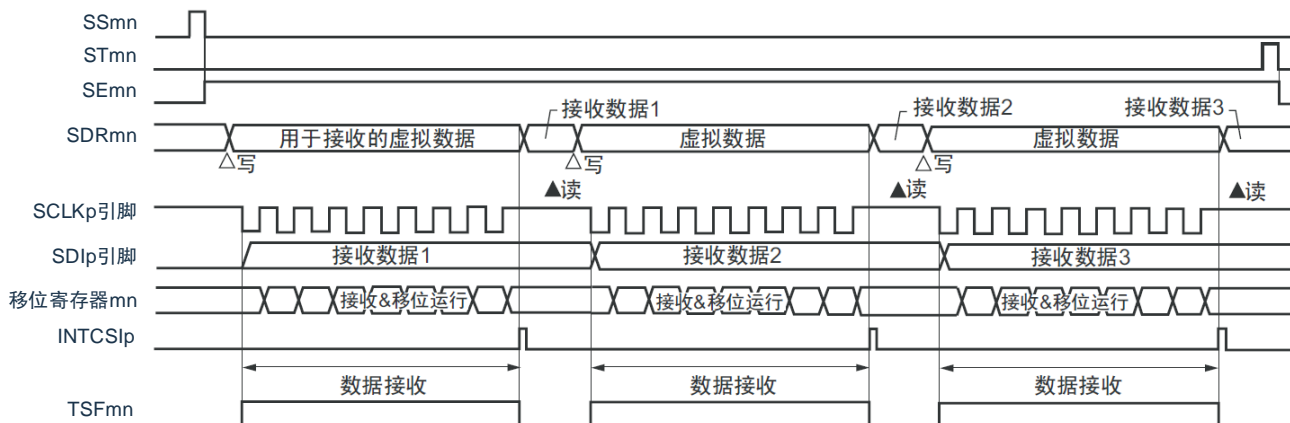 SSmn
STmn
SEmn
接收数据1 接收数据2 接收数据3
SDRmn 用于接收的虚拟数据 虚拟数据 虚拟数据
△写 △写 △写
▲读 ▲读 ▲读
SCLKp引脚
SDIp引脚 接收数据1 接收数据2 接收数据3
移位寄存器mn 接收&移位运行 接收&移位运行 接收&移位运行
INTCSIp
数据接收 数据接收 数据接收
TSFmn